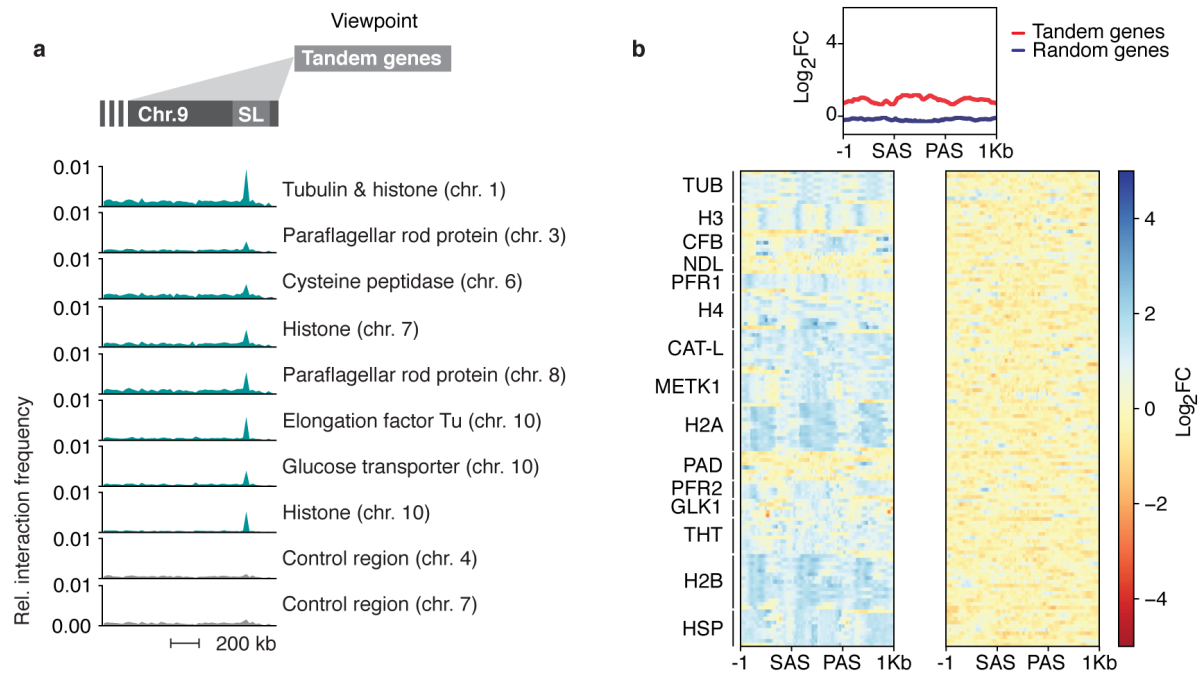 a
Viewpoint
Tandem genes
Chr.9
SL
0.01
Tubulin & histone (chr. 1)
0.01
Paraflagellar rod protein (chr. 3)
0.01
Cysteine peptidase (chr. 6)
0.01
Histone (chr. 7)
0.01
Paraflagellar rod protein (chr. 8)
0.01
Elongation factor Tu (chr. 10)
0.01
Glucose transporter (chr. 10)
0.01
Histone (chr. 10)
0.01
Control region (chr. 4)
0.01
Control region (chr. 7)
0.00
Rel. interaction frequency
200 kb
b
Log2FC
4
0
-1 SAS PAS 1Kb
Tandem genes
Random genes
TUB
H3
CFB
NDL
PFR1
H4
CAT-L
METK1
H2A
PAD
PFR2
GLK1
THT
H2B
HSP
-1 SAS PAS 1Kb
-1 SAS PAS 1Kb
4
2
0
−2
−4
Log2FC